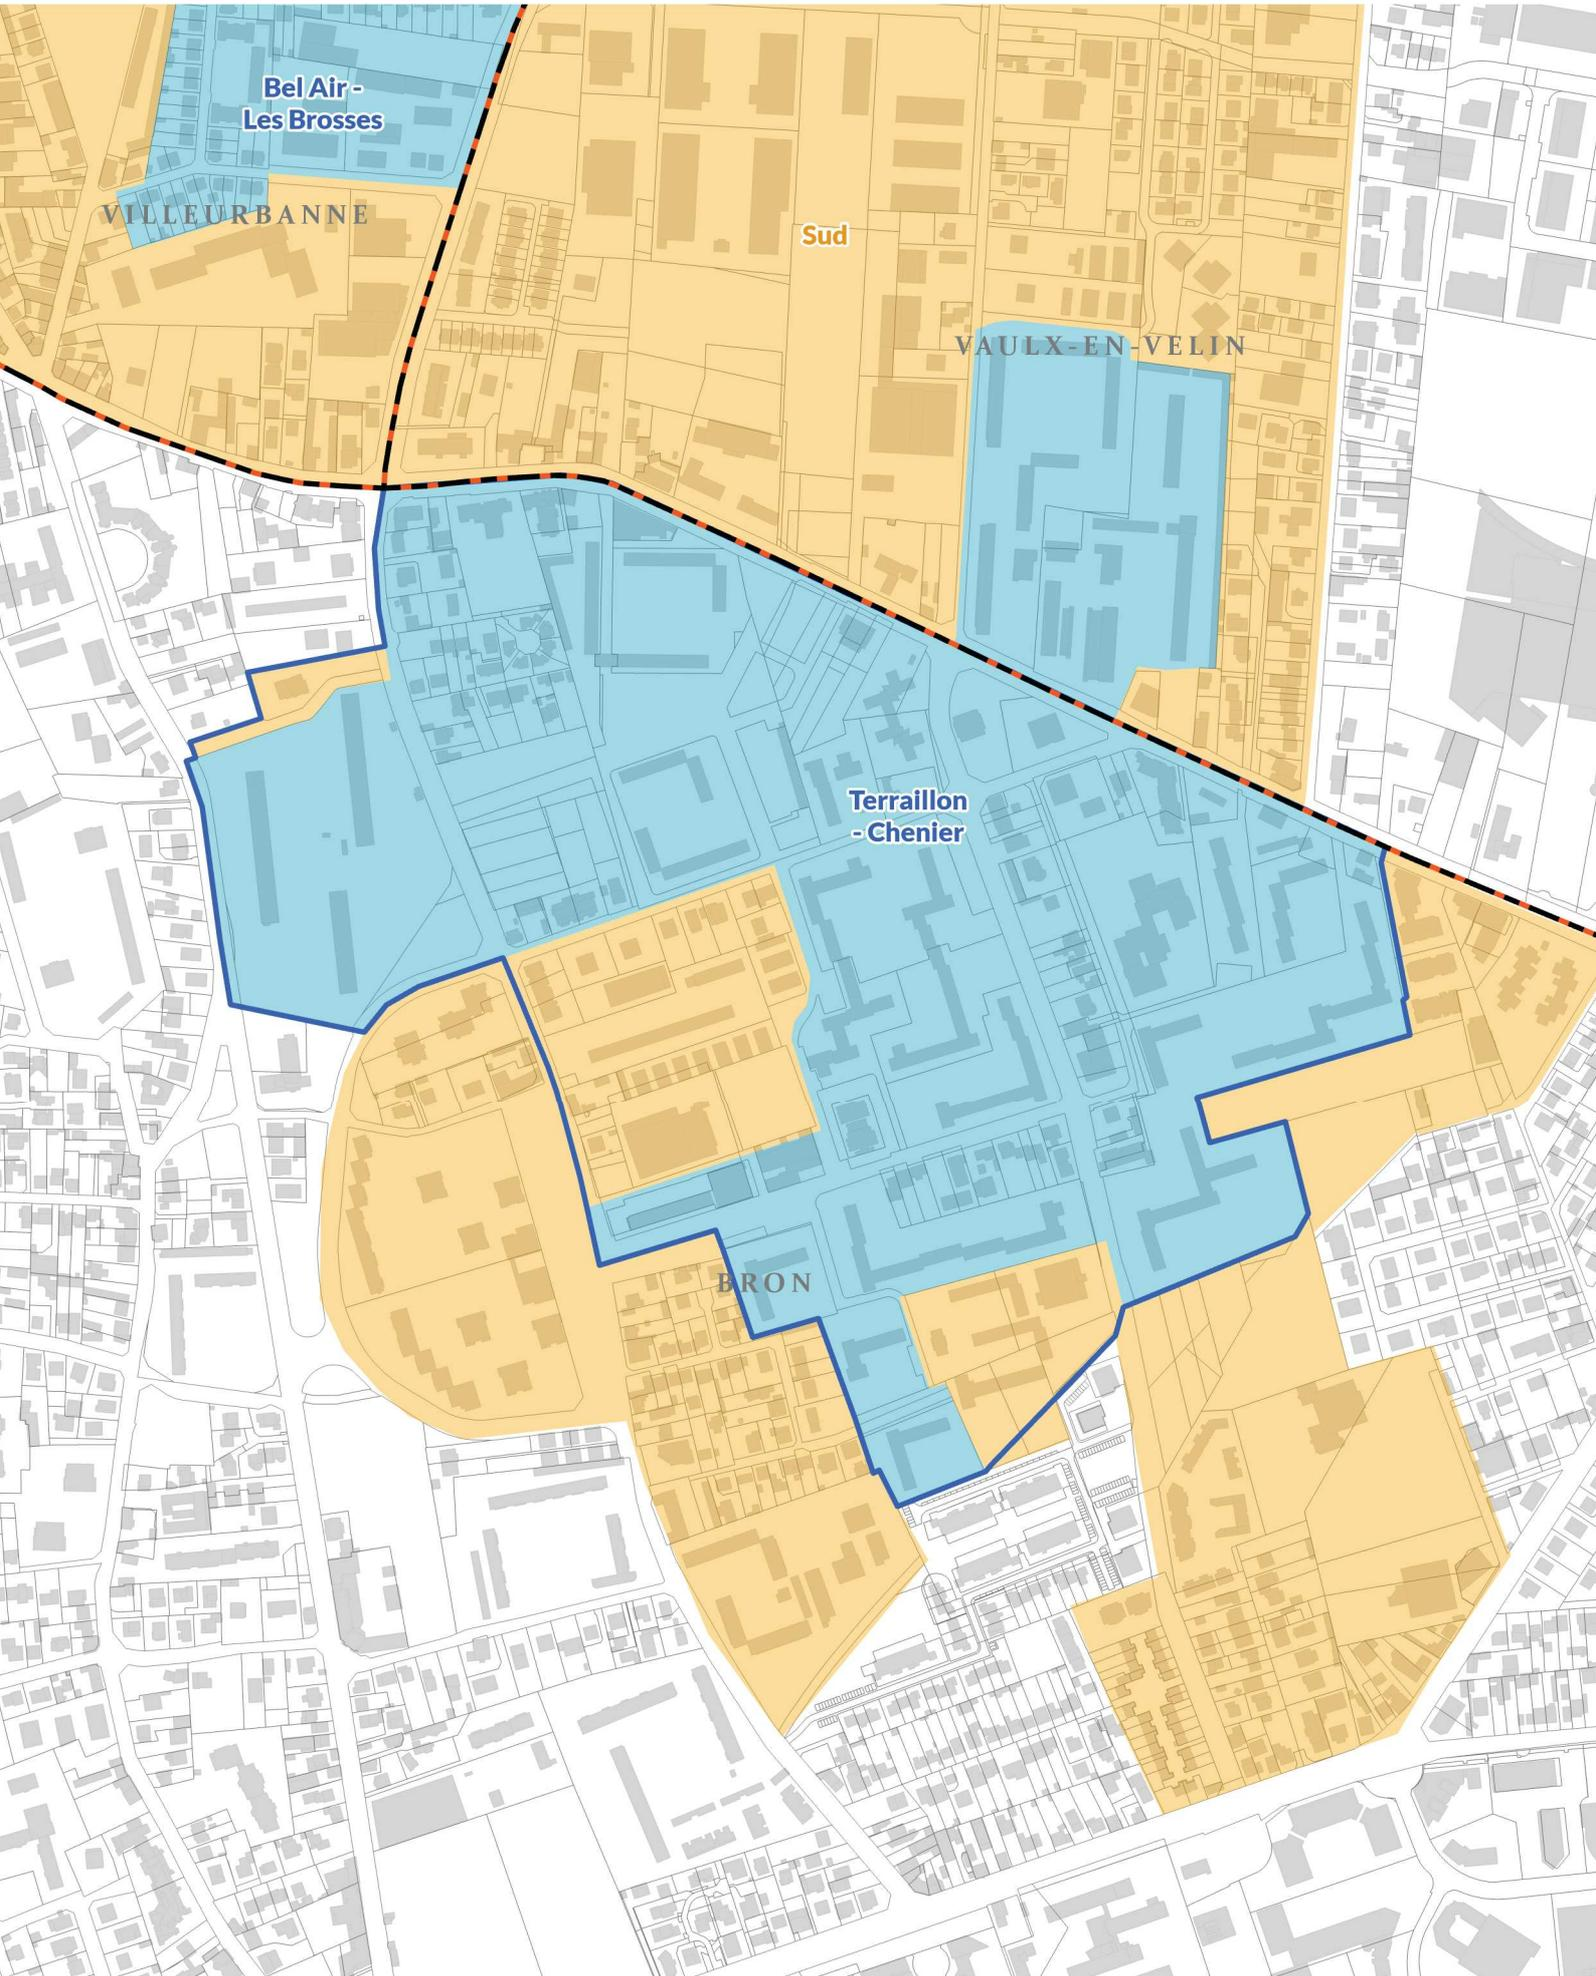 Bel Air -
Les Brosses
VILLEURBANNE
Sud
VAULX-EN-VELIN
Terraillon
- Chenier
BRON